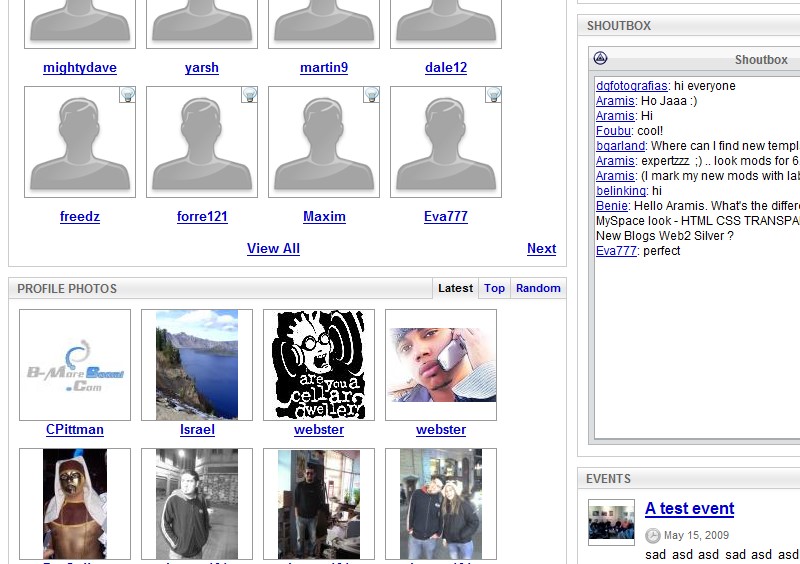 mightydave yarsh martin9 dale12
freedz forre121 Maxim Eva777
View All Next
PROFILE PHOTOS Latest Top Random
B-More Social
.Com
are you a
cellar
dweller
CPittman Israel webster webster
SHOUTBOX
Shoutbox
dgfotografias: hi everyone
Aramis: Ho Jaaa :)
Aramis: Hi
Foubu: cool!
bgarland: Where can I find new templ
Aramis: expertzzz ;) .. look mods for 6.
Aramis: (I mark my new mods with lab
belinking: hi
Benie: Hello Aramis. What's the differe
MySpace look - HTML CSS TRANSPA
New Blogs Web2 Silver ?
Eva777: perfect
EVENTS
A test event
May 15, 2009
sad asd asd sad asd asd